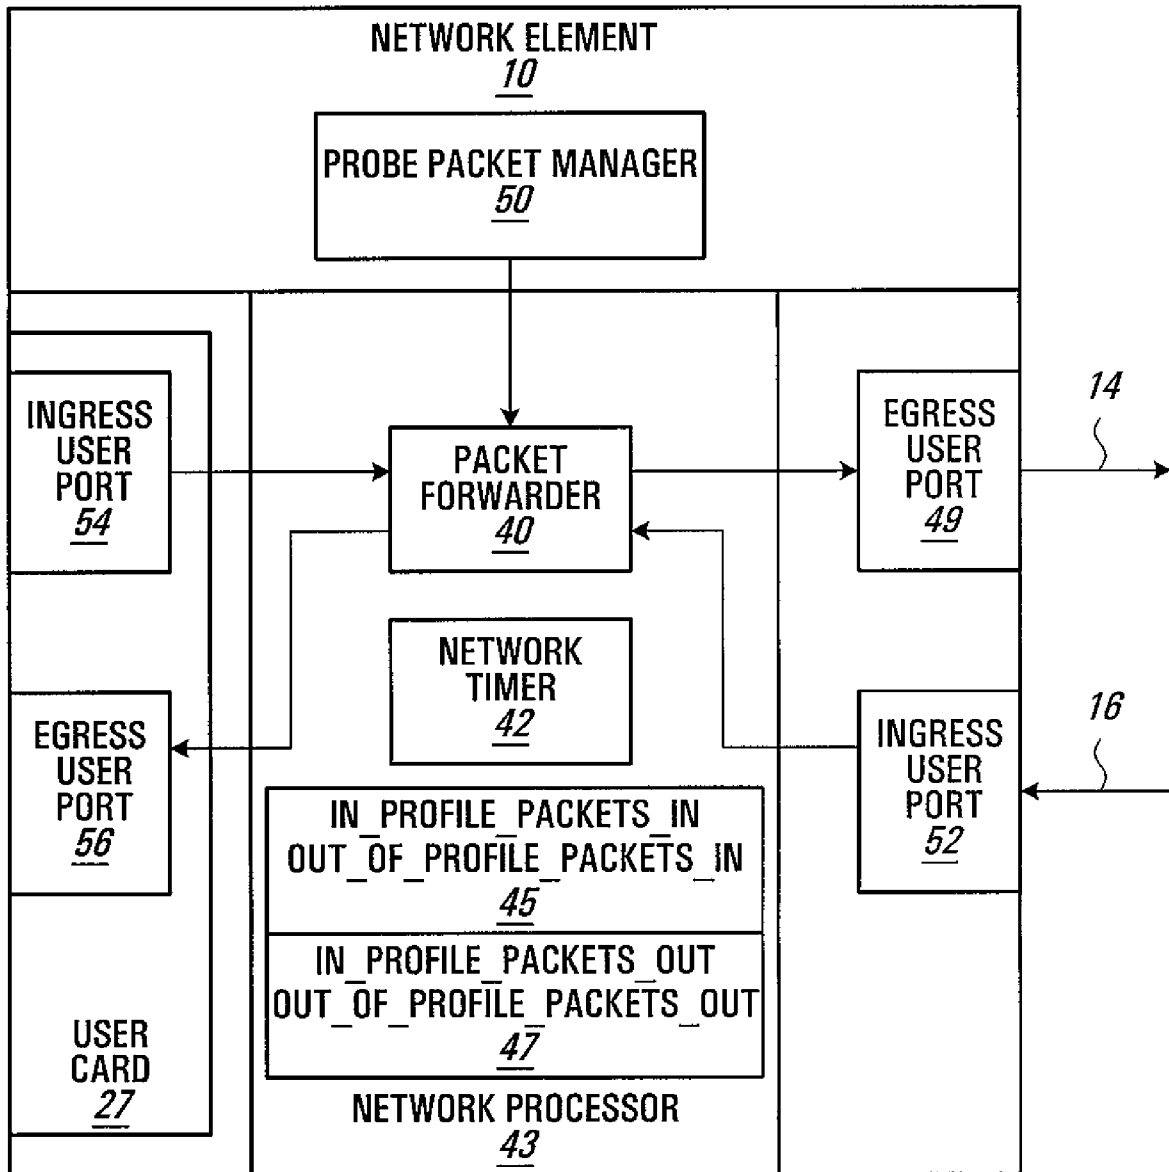 NETWORK ELEMENT
10
PROBE PACKET MANAGER
50
INGRESS
USER
PORT
54
PACKET
FORWARDER
40
EGRESS
USER
PORT
49
14
NETWORK
TIMER
42
EGRESS
USER
PORT
56
INGRESS
USER
PORT
52
16
IN_PROFILE_PACKETS_IN
OUT_OF_PROFILE_PACKETS_IN
45
IN_PROFILE_PACKETS_OUT
OUT_OF_PROFILE_PACKETS_OUT
47
USER
CARD
27
NETWORK PROCESSOR
43